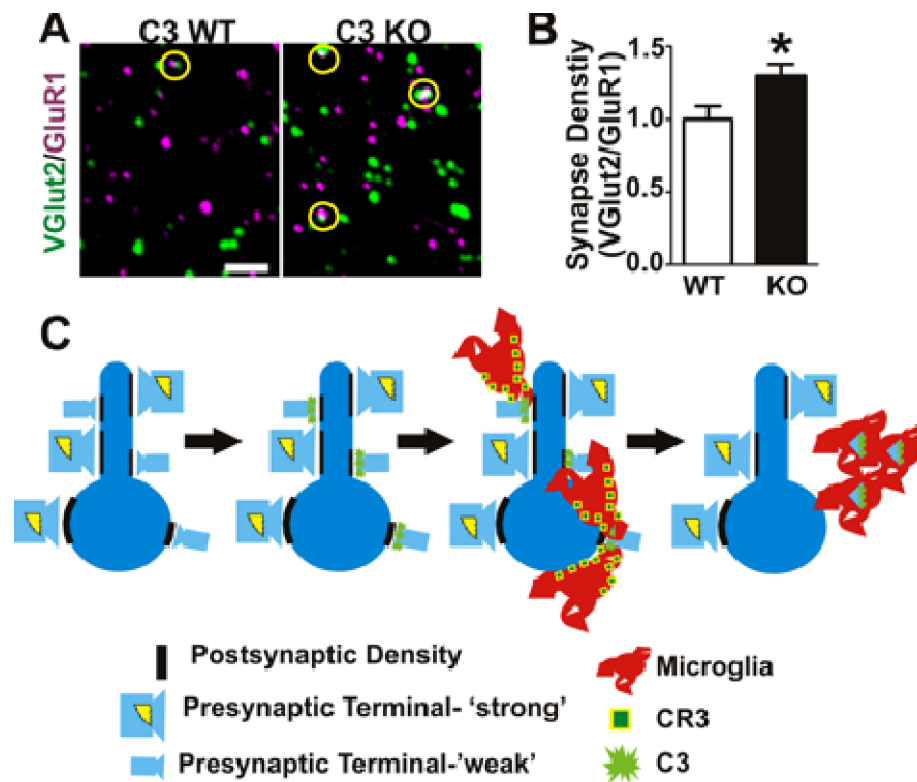 A
C3 WT
C3 KO
VGlut2/GluR1
B
*
Synapse Denstiy
(VGlut2/GluR1)
1.5
1.0
0.5
0.0
WT
KO
C
Postsynaptic Density
Presynaptic Terminal- ‘strong’
Presynaptic Terminal-’weak’
Microglia
CR3
C3